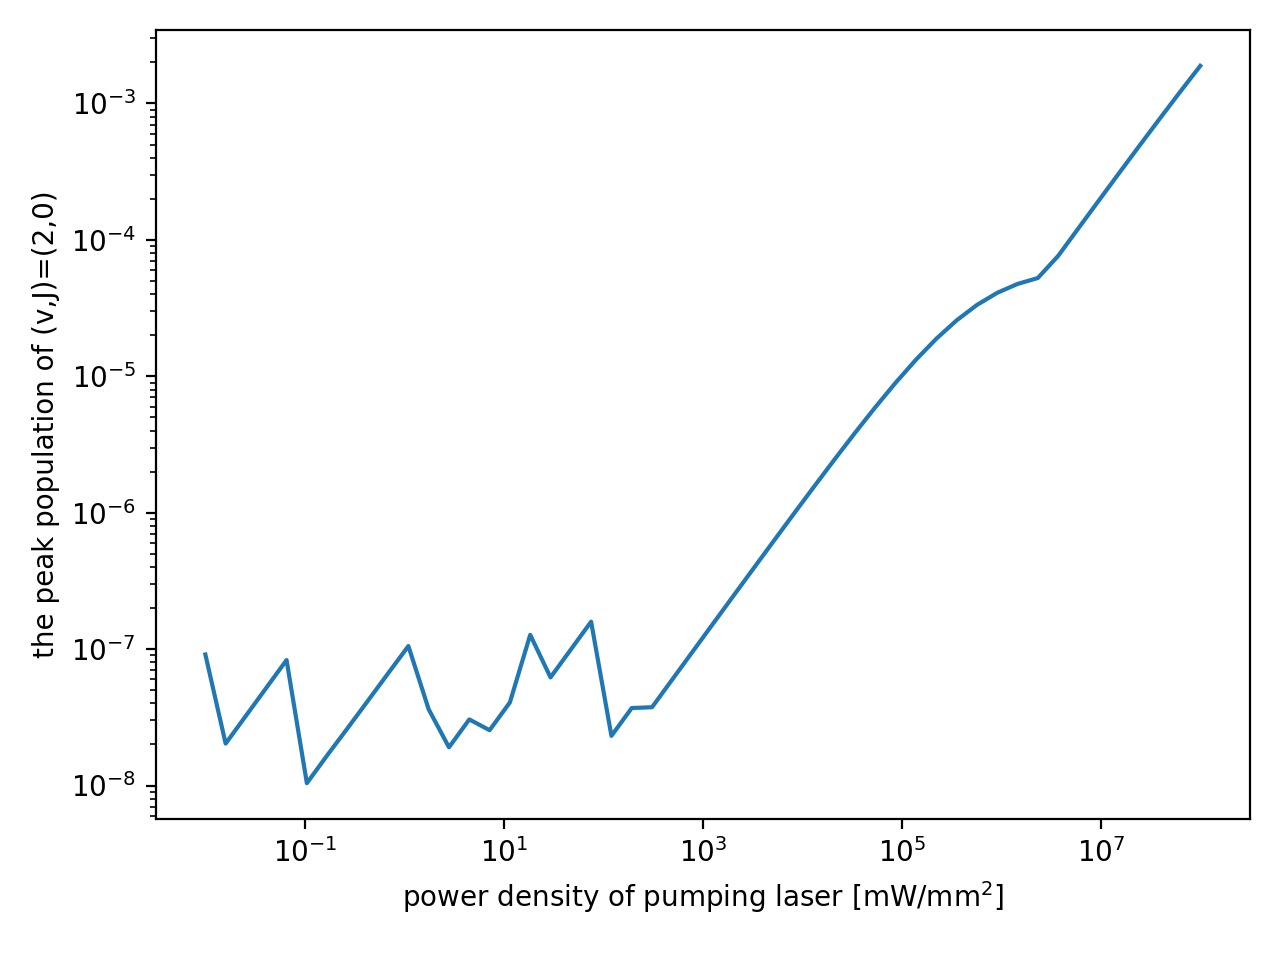 10⁻³
10⁻⁴
10⁻⁵
10⁻⁶
10⁻⁷
10⁻⁸
the peak population of (v,J)=(2,0)
10⁻¹ 10¹ 10³ 10⁵ 10⁷
power density of pumping laser [mW/mm²]